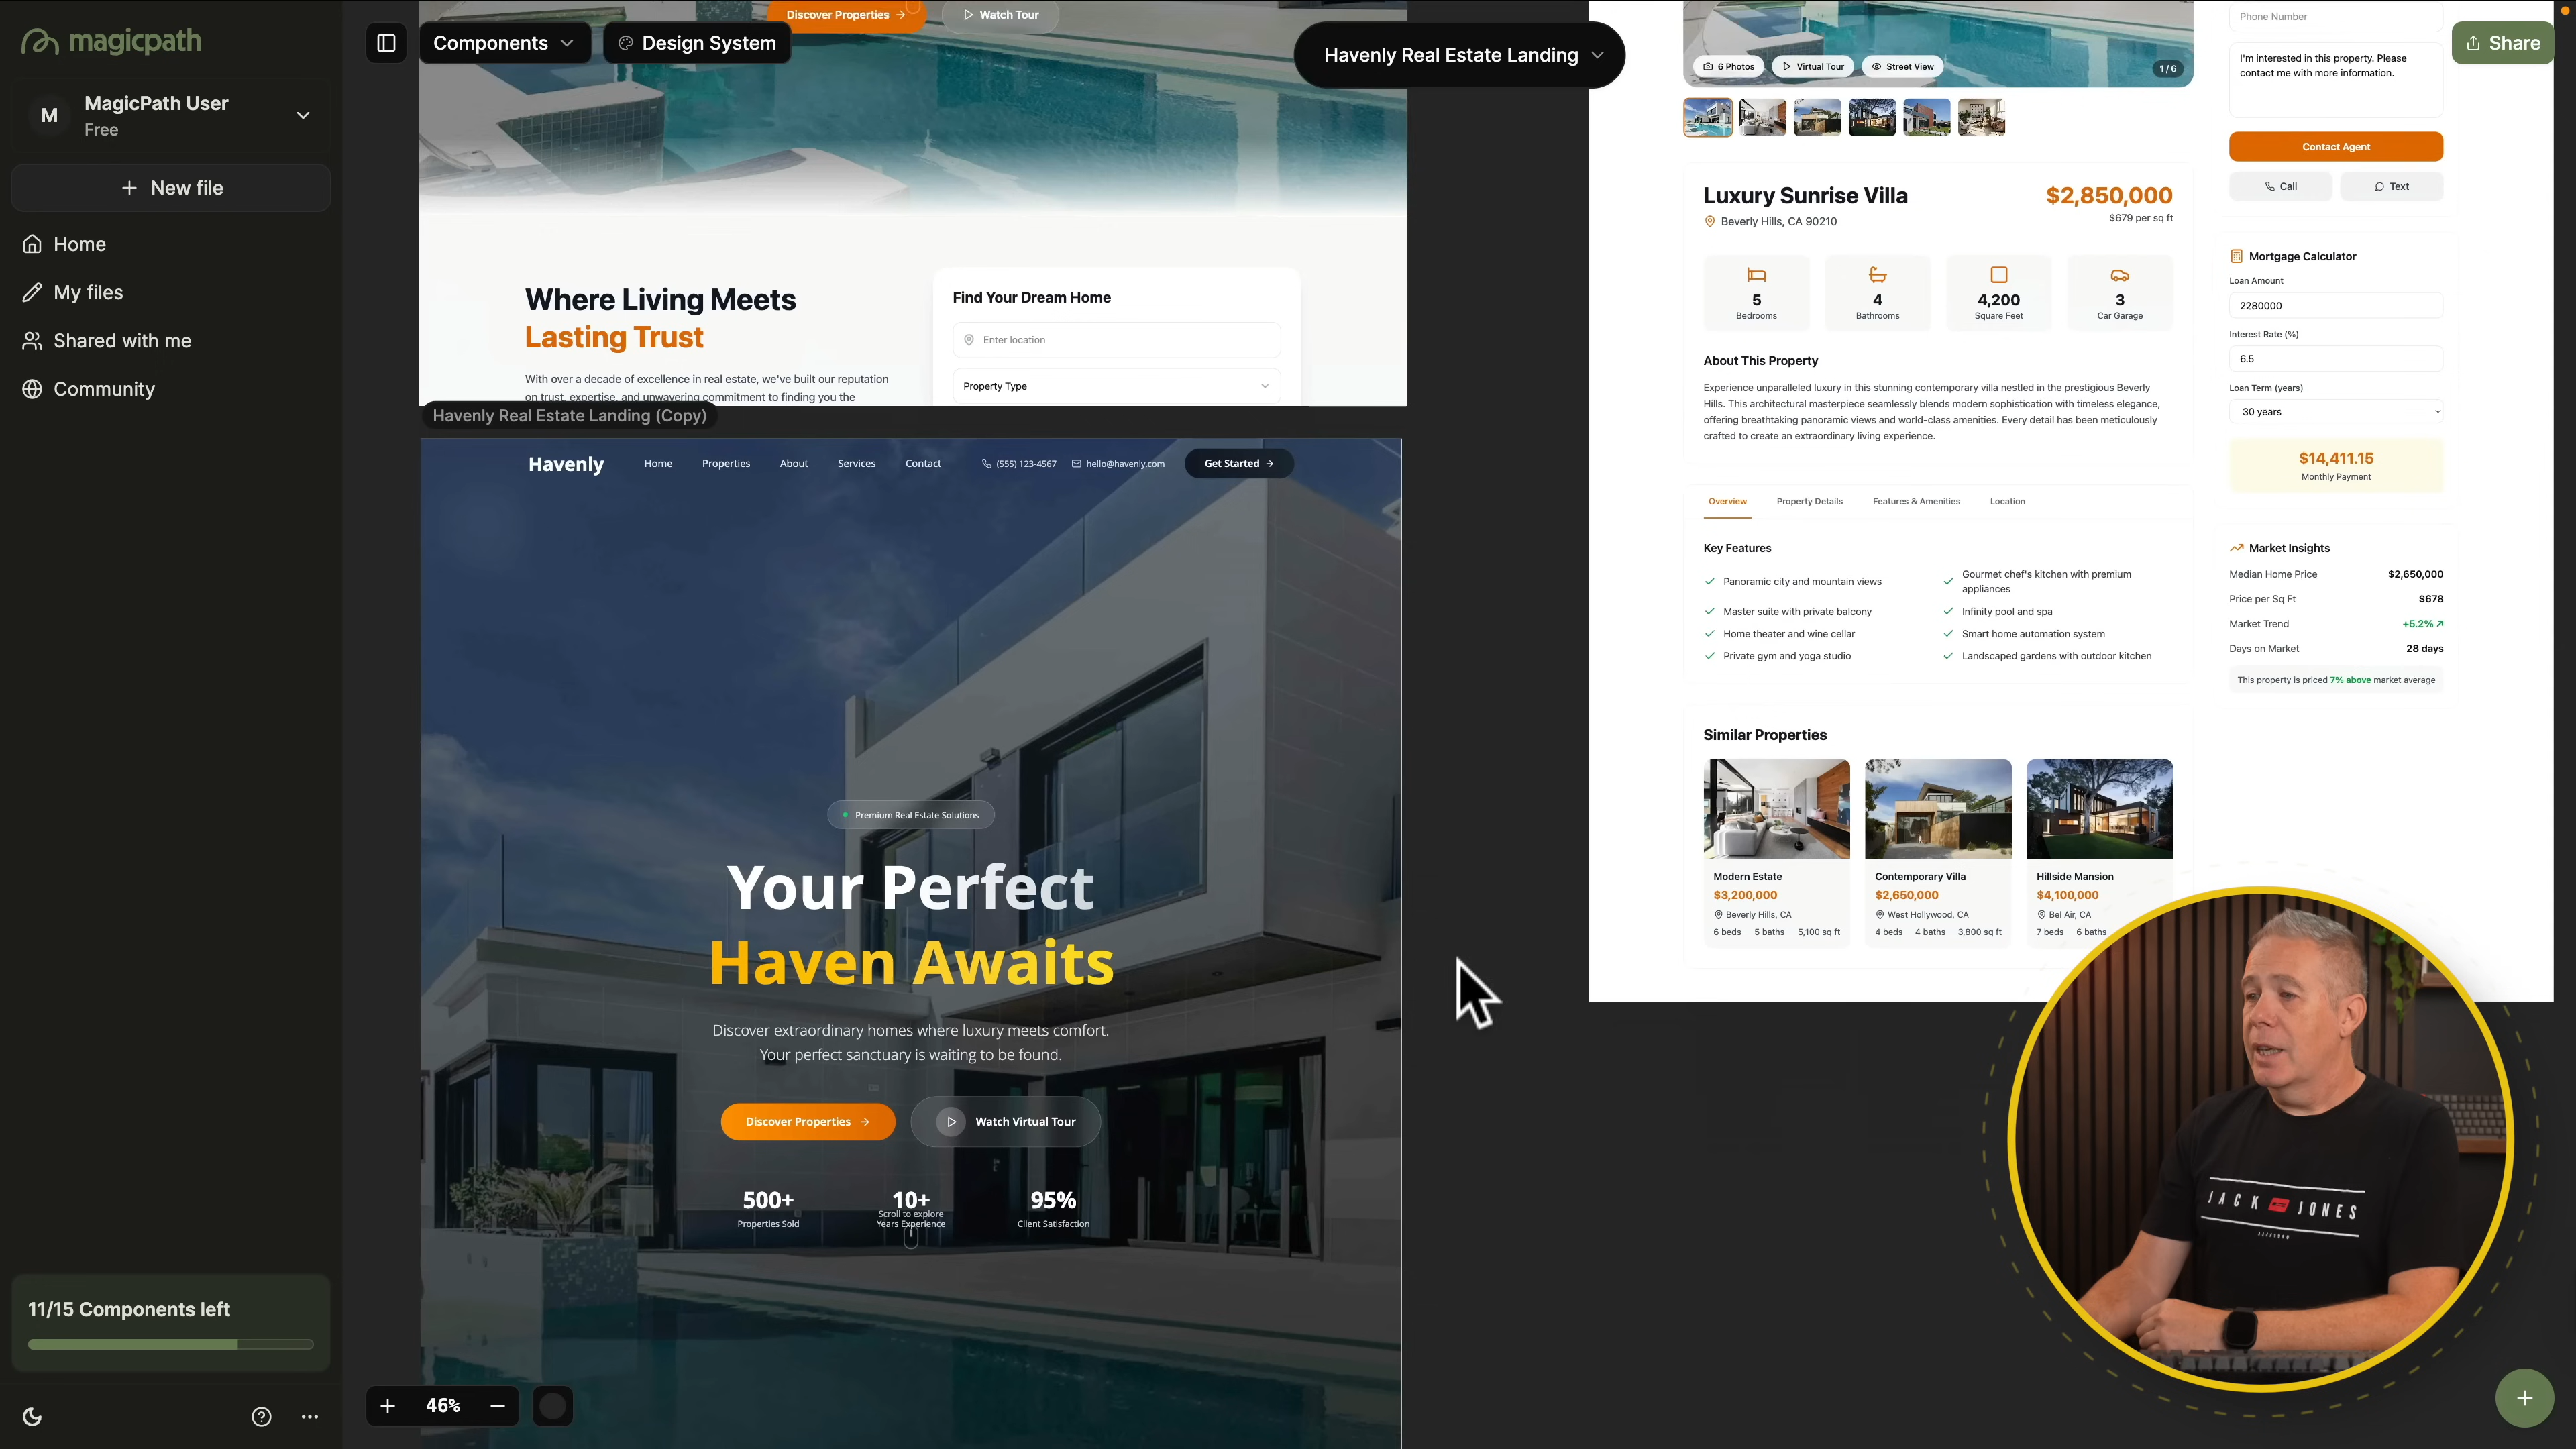 magicpath
M
MagicPath User
Free
New file
Home
My files
Shared with me
Community
11/15 Components left
Components
Design System
Discover Properties
Watch Tour
Havenly Real Estate Landing
Share
Where Living Meets
Lasting Trust
With over a decade of excellence in real estate, we've built our reputation
on trust, expertise, and unwavering commitment to finding you the
Find Your Dream Home
Enter location
Property Type
Havenly Real Estate Landing (Copy)
Havenly
Home
Properties
About
Services
Contact
(555) 123-4567
hello@havenly.com
Get Started
Premium Real Estate Solutions
Your Perfect
Haven Awaits
Discover extraordinary homes where luxury meets comfort.
Your perfect sanctuary is waiting to be found.
Discover Properties
Watch Virtual Tour
500+
Properties Sold
10+
Scroll to explore
Years Experience
95%
Client Satisfaction
46%
6 Photos
Virtual Tour
Street View
1 / 6
Luxury Sunrise Villa
$2,850,000
Beverly Hills, CA 90210
$679 per sq ft
5
Bedrooms
4
Bathrooms
4,200
Square Feet
3
Car Garage
About This Property
Experience unparalleled luxury in this stunning contemporary villa nestled in the prestigious Beverly
Hills. This architectural masterpiece seamlessly blends modern sophistication with timeless elegance,
offering breathtaking panoramic views and world-class amenities. Every detail has been meticulously
crafted to create an extraordinary living experience.
Overview
Property Details
Features & Amenities
Location
Key Features
Panoramic city and mountain views
Gourmet chef's kitchen with premium
appliances
Master suite with private balcony
Infinity pool and spa
Home theater and wine cellar
Smart home automation system
Private gym and yoga studio
Landscaped gardens with outdoor kitchen
Similar Properties
Modern Estate
$3,200,000
Beverly Hills, CA
6 beds 5 baths 5,100 sq ft
Contemporary Villa
$2,650,000
West Hollywood, CA
4 beds 4 baths 3,800 sq ft
Hillside Mansion
$4,100,000
Bel Air, CA
7 beds 6 baths
Phone Number
I'm interested in this property. Please
contact me with more information.
Contact Agent
Call
Text
Mortgage Calculator
Loan Amount
2280000
Interest Rate (%)
6.5
Loan Term (years)
30 years
$14,411.15
Monthly Payment
Market Insights
Median Home Price $2,650,000
Price per Sq Ft $678
Market Trend +5.2%
Days on Market 28 days
This property is priced 7% above market average
JACK JONES